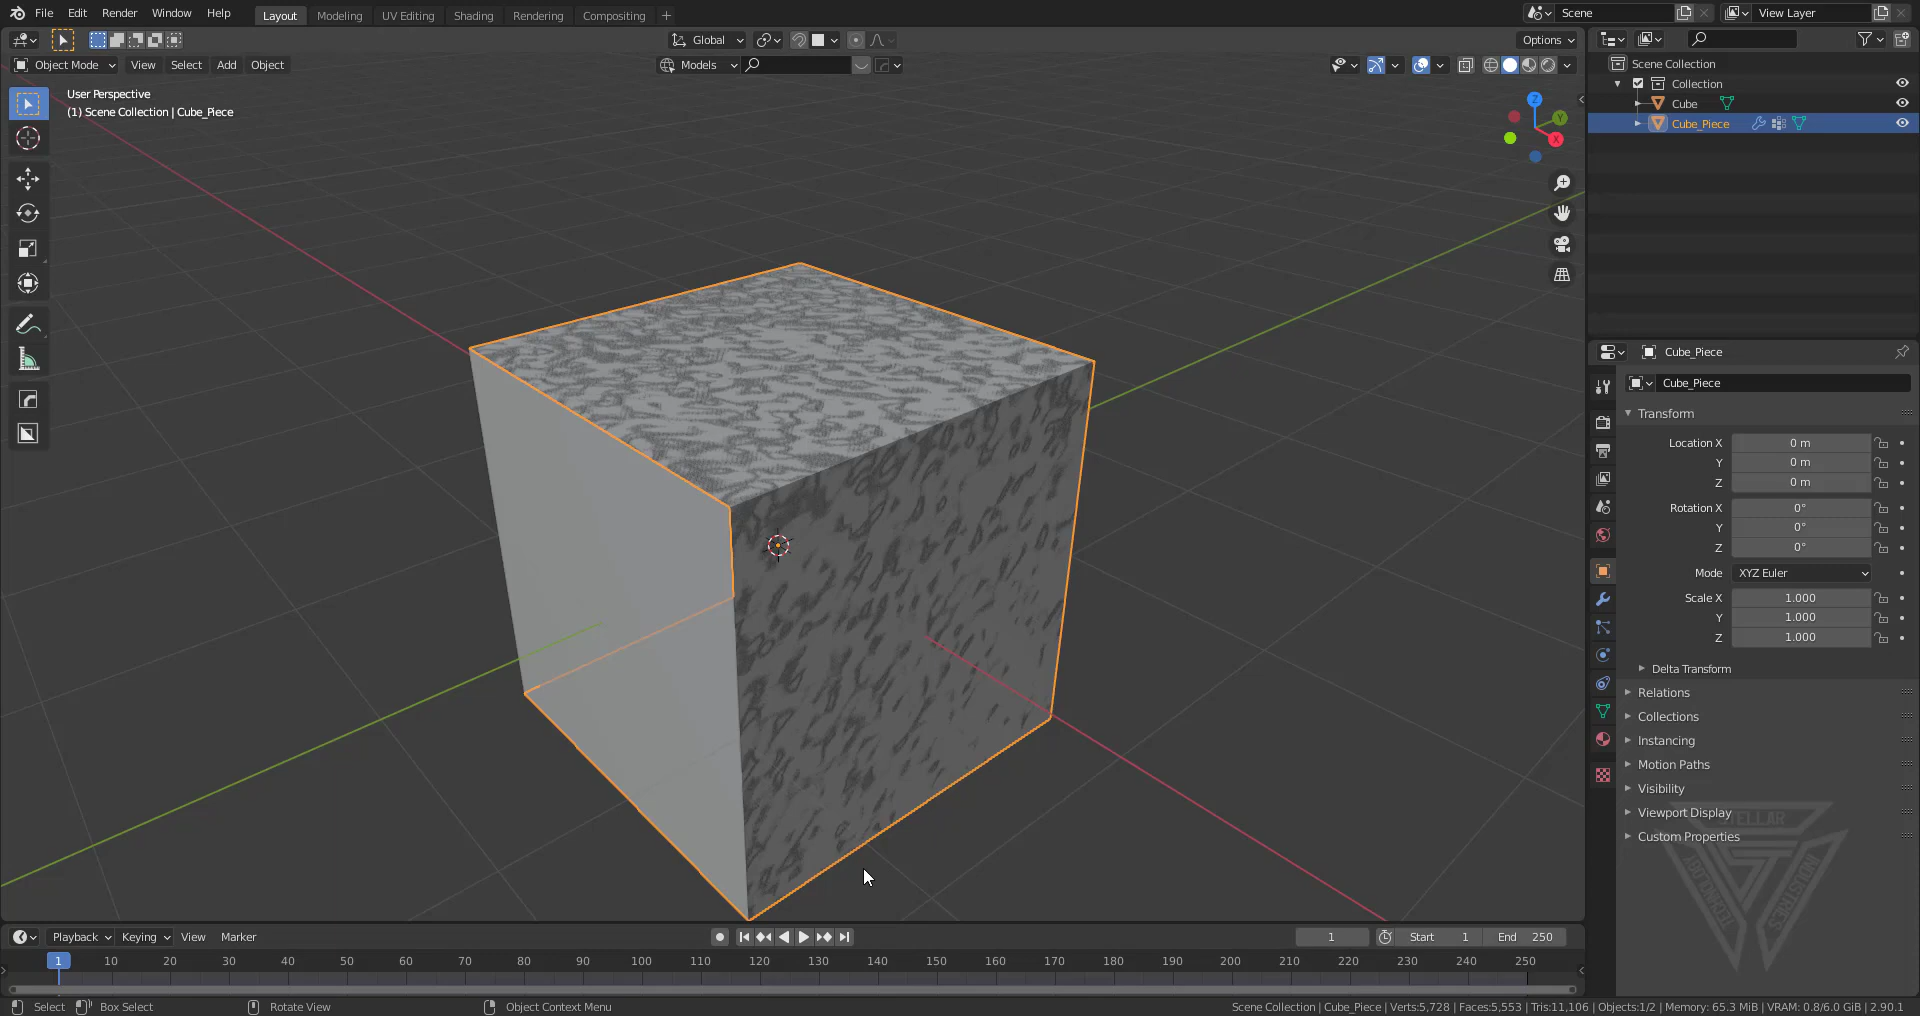 File Edit Render Window Help Layout Modeling UV Editing Shading Rendering Compositing + Scene View Layer
Global Options
Object Mode View Select Add Object Models
User Perspective
(1) Scene Collection | Cube_Piece
Z
Y
X
Scene Collection
Collection
Cube
Cube_Piece
Cube_Piece
Cube_Piece
Transform
Location X 0 m
Y 0 m
Z 0 m
Rotation X 0°
Y 0°
Z 0°
Mode XYZ Euler
Scale X 1.000
Y 1.000
Z 1.000
Delta Transform
Relations
Collections
Instancing
Motion Paths
Visibility
Viewport Display
Custom Properties
STELLAR
TECHNOLOGY
INDUSTRIES
Playback Keying View Marker 1 Start 1 End 250
1 10 20 30 40 50 60 70 80 90 100 110 120 130 140 150 160 170 180 190 200 210 220 230 240 250
Select Box Select Rotate View Object Context Menu Scene Collection | Cube_Piece | Verts:5,728 | Faces:5,553 | Tris:11,106 | Objects:1/2 | Memory: 65.3 MiB | VRAM: 0.8/6.0 GiB | 2.90.1